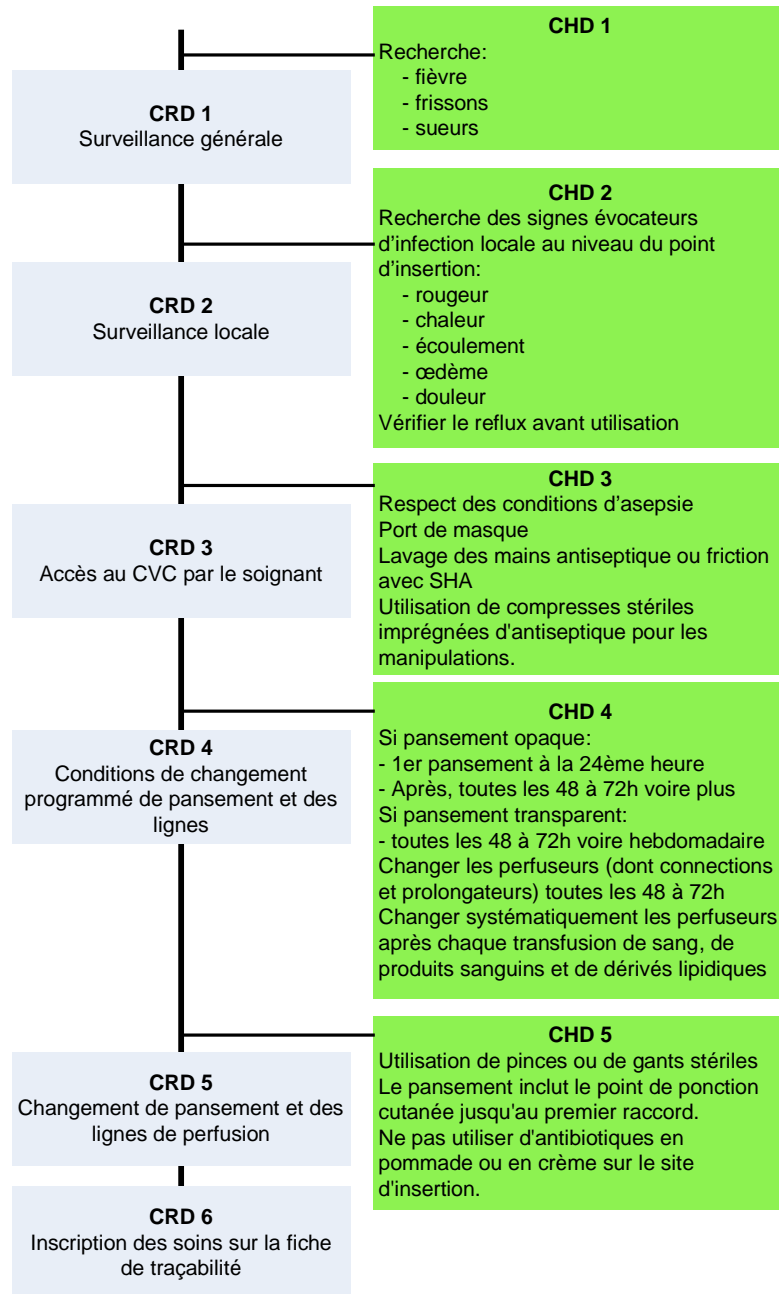 CHD 1
Recherche:
- fièvre
- frissons
- sueurs
CRD 1
Surveillance générale
CHD 2
Recherche des signes évocateurs
d'infection locale au niveau du point
d'insertion:
- rougeur
- chaleur
- écoulement
- œdème
- douleur
Vérifier le reflux avant utilisation
CRD 2
Surveillance locale
CHD 3
Respect des conditions d'asepsie
Port de masque
Lavage des mains antiseptique ou friction
avec SHA
Utilisation de compresses stériles
imprégnées d'antiseptique pour les
manipulations.
CRD 3
Accès au CVC par le soignant
CHD 4
Si pansement opaque:
- 1er pansement à la 24ème heure
- Après, toutes les 48 à 72h voire plus
Si pansement transparent:
- toutes les 48 à 72h voire hebdomadaire
Changer les perfuseurs (dont connections
et prolongateurs) toutes les 48 à 72h
Changer systématiquement les perfuseurs
après chaque transfusion de sang, de
produits sanguins et de dérivés lipidiques
CRD 4
Conditions de changement
programmé de pansement et des
lignes
CHD 5
Utilisation de pinces ou de gants stériles
Le pansement inclut le point de ponction
cutanée jusqu'au premier raccord.
Ne pas utiliser d'antibiotiques en
pommade ou en crème sur le site
d'insertion.
CRD 5
Changement de pansement et des
lignes de perfusion
CRD 6
Inscription des soins sur la fiche
de traçabilité